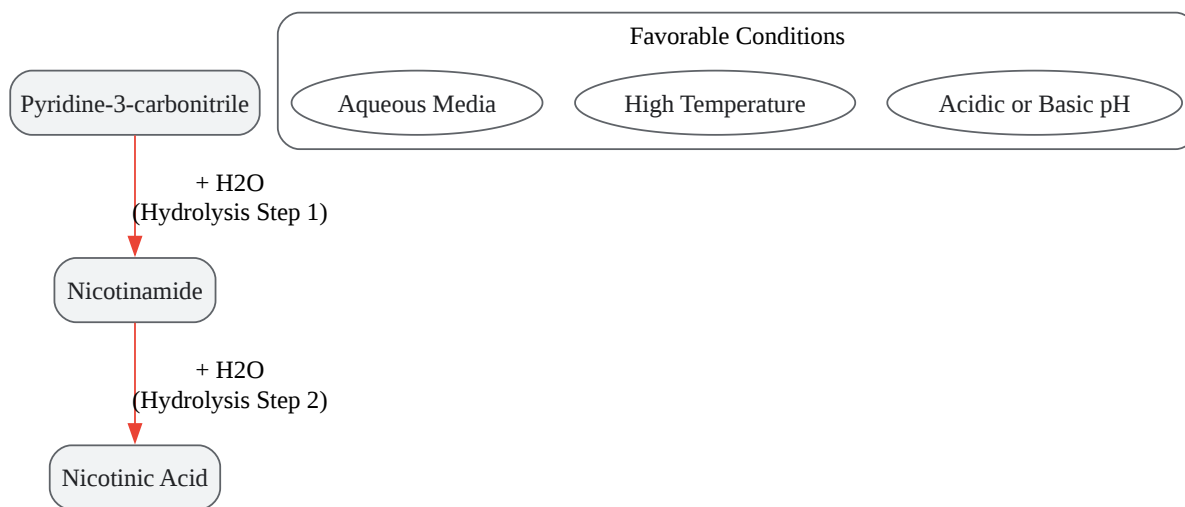 Favorable Conditions
Pyridine-3-carbonitrile
Aqueous Media
High Temperature
Acidic or Basic pH
+ H2O
(Hydrolysis Step 1)
Nicotinamide
+ H2O
(Hydrolysis Step 2)
Nicotinic Acid